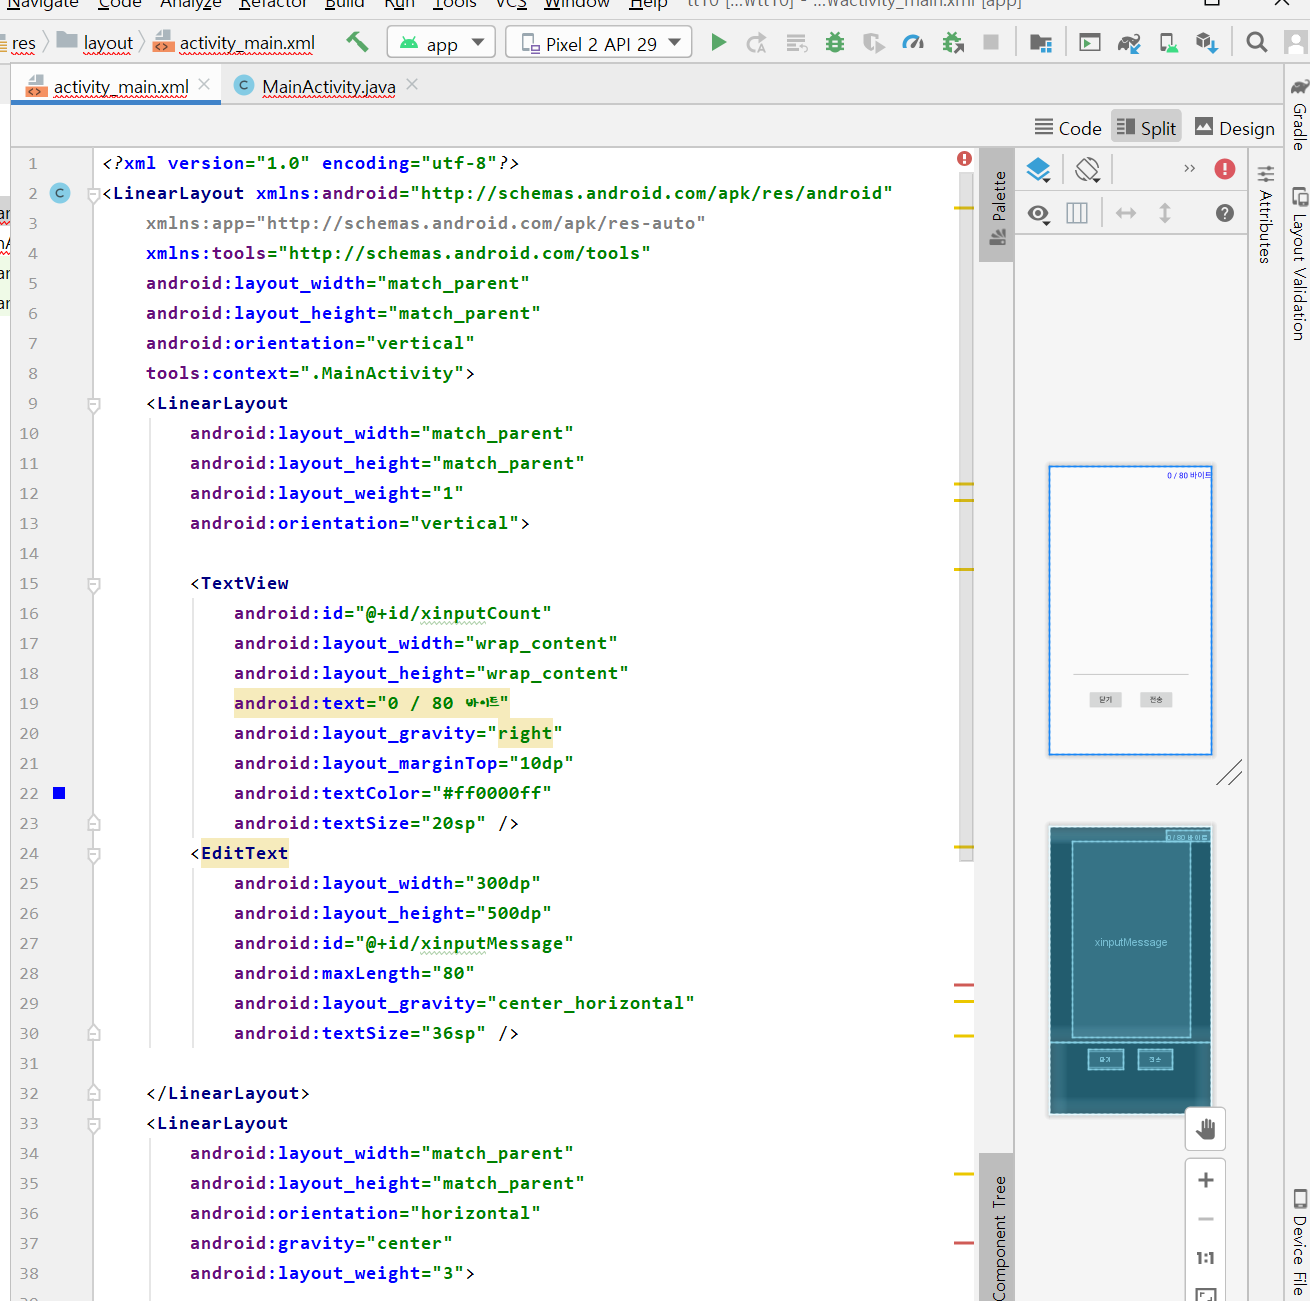 Navigate Code Analyze Refactor Build Run Tools VCS Window Help
res layout activity_main.xml app Pixel 2 API 29
activity_main.xml MainActivity.java
Code Split Design
1 <?xml version="1.0" encoding="utf-8"?>
2 <LinearLayout xmlns:android="http://schemas.android.com/apk/res/android"
3 xmlns:app="http://schemas.android.com/apk/res-auto"
4 xmlns:tools="http://schemas.android.com/tools"
5 android:layout_width="match_parent"
6 android:layout_height="match_parent"
7 android:orientation="vertical"
8 tools:context=".MainActivity">
9 <LinearLayout
10 android:layout_width="match_parent"
11 android:layout_height="match_parent"
12 android:layout_weight="1"
13 android:orientation="vertical">
14
15 <TextView
16 android:id="@+id/xinputCount"
17 android:layout_width="wrap_content"
18 android:layout_height="wrap_content"
19 android:text="0 / 80 바이트"
20 android:layout_gravity="right"
21 android:layout_marginTop="10dp"
22 android:textColor="#ff0000ff"
23 android:textSize="20sp" />
24 <EditText
25 android:layout_width="300dp"
26 android:layout_height="500dp"
27 android:id="@+id/xinputMessage"
28 android:maxLength="80"
29 android:layout_gravity="center_horizontal"
30 android:textSize="36sp" />
31
32 </LinearLayout>
33 <LinearLayout
34 android:layout_width="match_parent"
35 android:layout_height="match_parent"
36 android:orientation="horizontal"
37 android:gravity="center"
38 android:layout_weight="3">
Palette
Component Tree
0 / 80 바이트
닫기 전송
0 / 80 바이트
xinputMessage
닫기 전송
1:1
Attributes
Gradle
Layout Validation
Device File